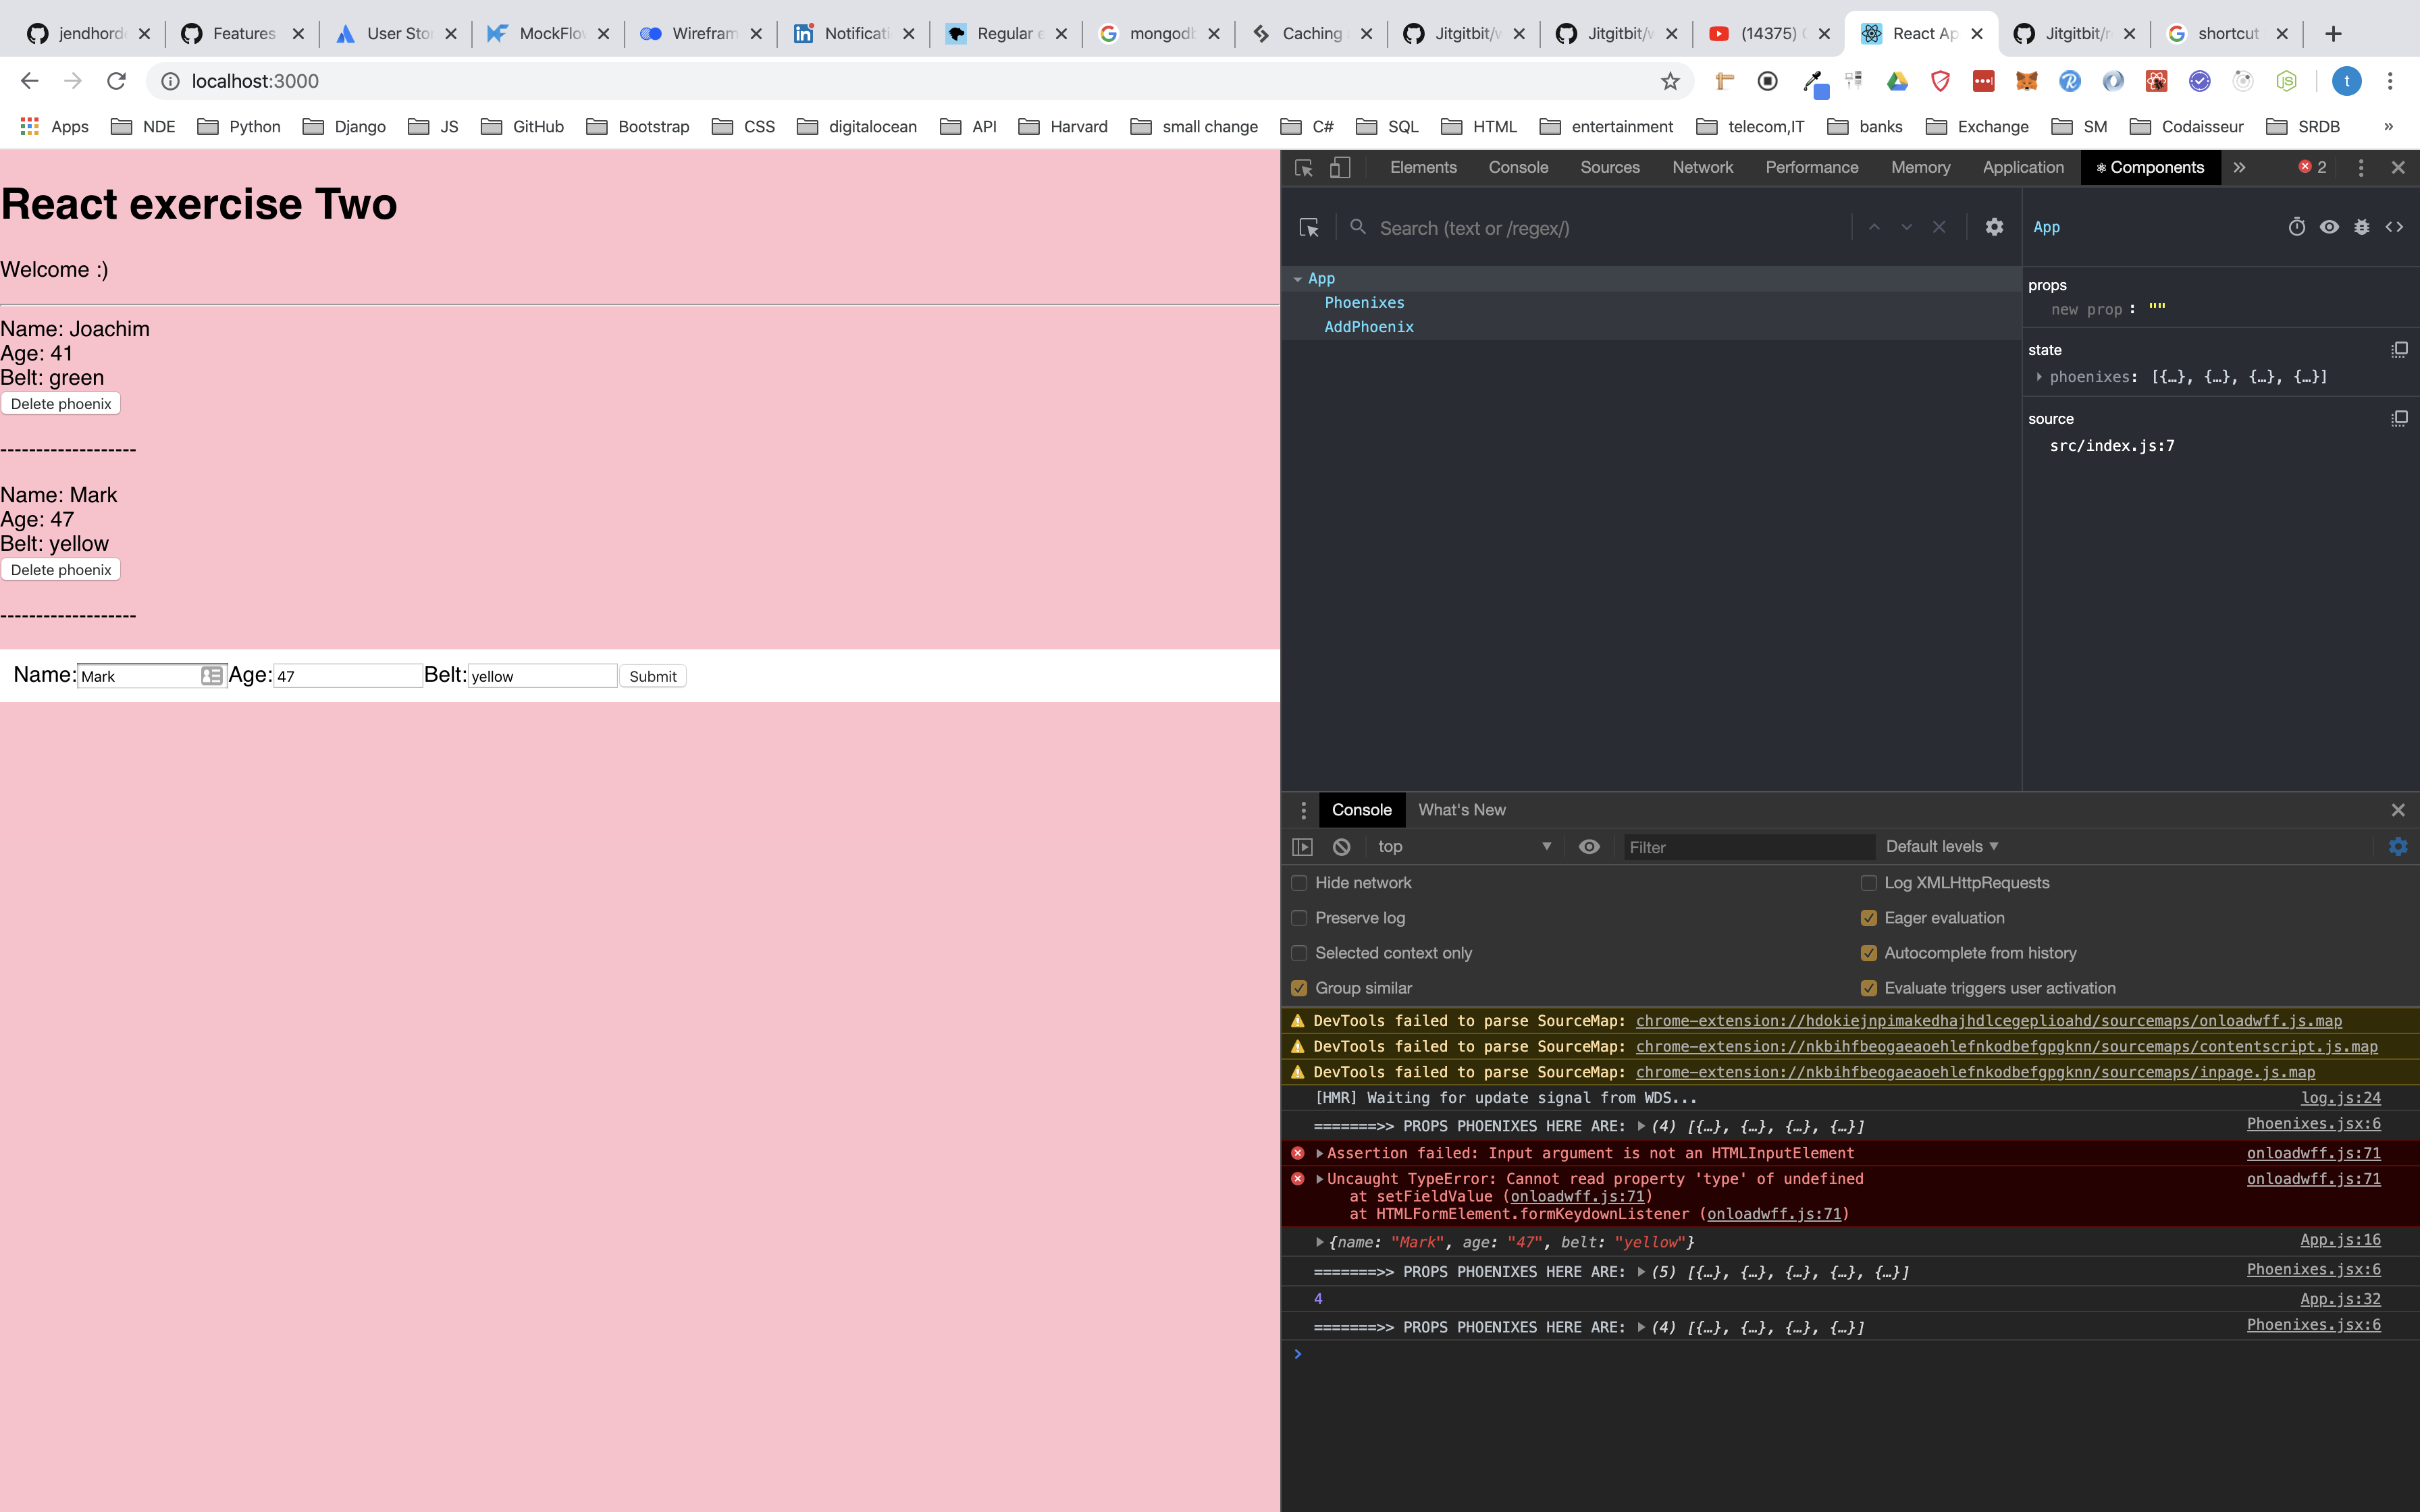 jendhord
Features
User Stor
MockFlow
Wirefram
Notificati
Regular e
mongodb
Caching
Jitgitbit/w
Jitgitbit/w
(14375)
React Ap
Jitgitbit/r
shortcut
localhost:3000
t
Apps NDE Python Django JS GitHub Bootstrap CSS digitalocean API Harvard small change C# SQL HTML entertainment telecom,IT banks Exchange SM Codaisseur SRDB »
React exercise Two
Welcome :)
Name: Joachim
Age: 41
Belt: green
Delete phoenix
-------------------
Name: Mark
Age: 47
Belt: yellow
Delete phoenix
-------------------
Name: Mark Age: 47 Belt: yellow Submit
Elements Console Sources Network Performance Memory Application Components » 2
Search (text or /regex/)
App
Phoenixes
AddPhoenix
App
props
new prop : ""
state
phoenixes: [{…}, {…}, {…}, {…}]
source
src/index.js:7
Console What's New
top Filter Default levels
Hide network Log XMLHttpRequests
Preserve log Eager evaluation
Selected context only Autocomplete from history
Group similar Evaluate triggers user activation
DevTools failed to parse SourceMap: chrome-extension://hdokiejnpimakedhajhdlcegeplioahd/sourcemaps/onloadwff.js.map
DevTools failed to parse SourceMap: chrome-extension://nkbihfbeogaeaoehlefnkodbefgpgknn/sourcemaps/contentscript.js.map
DevTools failed to parse SourceMap: chrome-extension://nkbihfbeogaeaoehlefnkodbefgpgknn/sourcemaps/inpage.js.map
[HMR] Waiting for update signal from WDS... log.js:24
=======>> PROPS PHOENIXES HERE ARE: (4) [{…}, {…}, {…}, {…}] Phoenixes.jsx:6
Assertion failed: Input argument is not an HTMLInputElement onloadwff.js:71
Uncaught TypeError: Cannot read property 'type' of undefined onloadwff.js:71
at setFieldValue (onloadwff.js:71)
at HTMLFormElement.formKeydownListener (onloadwff.js:71)
{name: "Mark", age: "47", belt: "yellow"} App.js:16
=======>> PROPS PHOENIXES HERE ARE: (5) [{…}, {…}, {…}, {…}, {…}] Phoenixes.jsx:6
4 App.js:32
=======>> PROPS PHOENIXES HERE ARE: (4) [{…}, {…}, {…}, {…}] Phoenixes.jsx:6